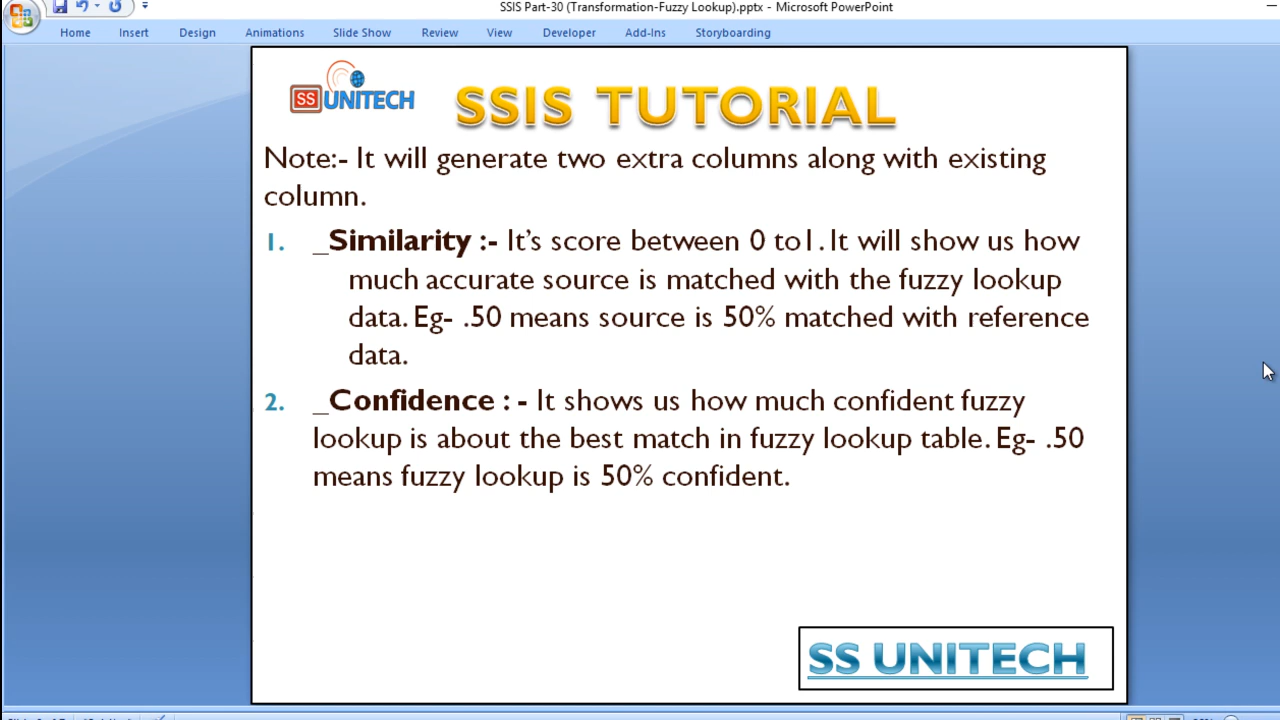 SSIS Part-30 (Transformation-Fuzzy Lookup).pptx - Microsoft PowerPoint
Home Insert Design Animations Slide Show Review View Developer Add-Ins Storyboarding
SS UNITECH
SSIS TUTORIAL
Note:- It will generate two extra columns along with existing
column.
1. _Similarity :- It’s score between 0 to1. It will show us how
much accurate source is matched with the fuzzy lookup
data. Eg- .50 means source is 50% matched with reference
data.
2. _Confidence : - It shows us how much confident fuzzy
lookup is about the best match in fuzzy lookup table. Eg- .50
means fuzzy lookup is 50% confident.
SS UNITECH